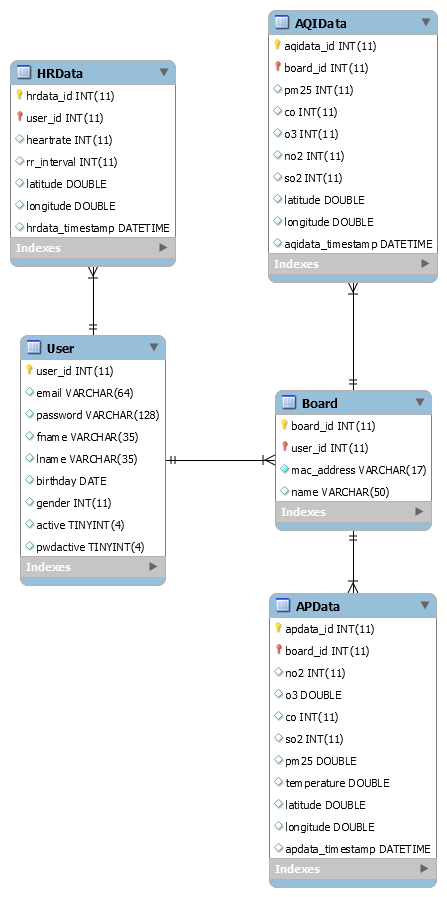 AQIData
aqidata_id INT(11)
board_id INT(11)
pm25 INT(11)
co INT(11)
o3 INT(11)
no2 INT(11)
so2 INT(11)
latitude DOUBLE
longitude DOUBLE
aqidata_timestamp DATETIME
Indexes
HRData
hrdata_id INT(11)
user_id INT(11)
heartrate INT(11)
rr_interval INT(11)
latitude DOUBLE
longitude DOUBLE
hrdata_timestamp DATETIME
Indexes
User
user_id INT(11)
email VARCHAR(64)
password VARCHAR(128)
fname VARCHAR(35)
lname VARCHAR(35)
birthday DATE
gender INT(11)
active TINYINT(4)
pwdactive TINYINT(4)
Indexes
Board
board_id INT(11)
user_id INT(11)
mac_address VARCHAR(17)
name VARCHAR(50)
Indexes
APData
apdata_id INT(11)
board_id INT(11)
no2 INT(11)
o3 DOUBLE
co INT(11)
so2 INT(11)
pm25 DOUBLE
temperature DOUBLE
latitude DOUBLE
longitude DOUBLE
apdata_timestamp DATETIME
Indexes